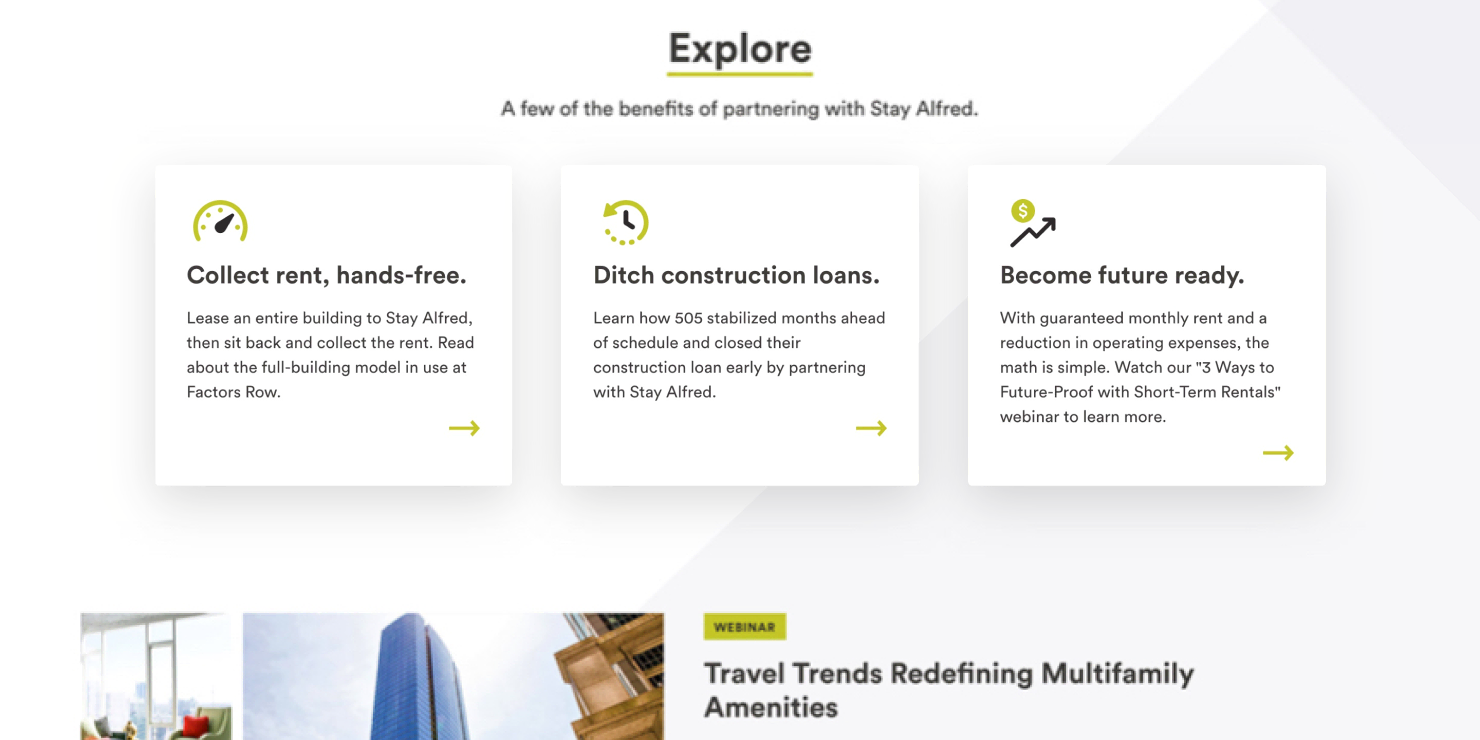 Explore
A few of the benefits of partnering with Stay Alfred.
$
Collect rent, hands-free.
Lease an entire building to Stay Alfred,
then sit back and collect the rent. Read
about the full-building model in use at
Factors Row.
Ditch construction loans.
Learn how 505 stabilized months ahead
of schedule and closed their
construction loan early by partnering
with Stay Alfred.
Become future ready.
With guaranteed monthly rent and a
reduction in operating expenses, the
math is simple. Watch our "3 Ways to
Future-Proof with Short-Term Rentals"
webinar to learn more.
WEBINAR
Travel Trends Redefining Multifamily
Amenities